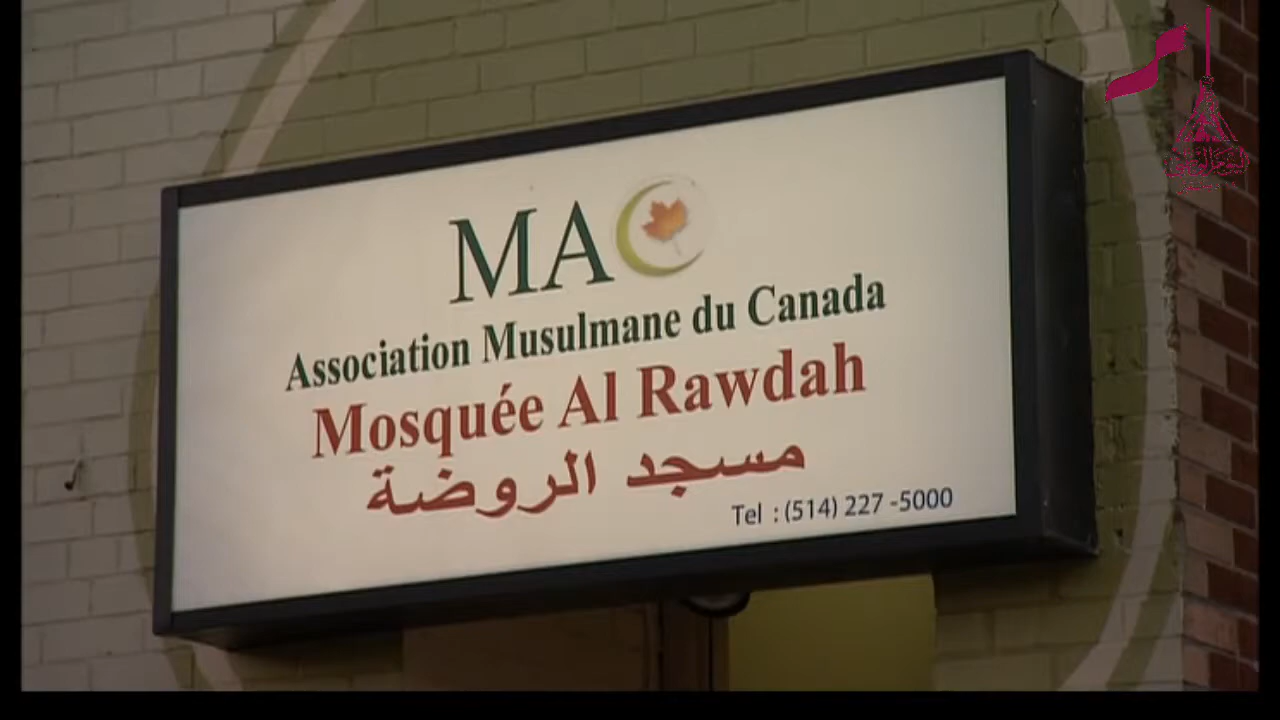 MAC
Association Musulmane du Canada
Mosquée Al Rawdah
مسجد الروضة
Tel : (514) 227 -5000